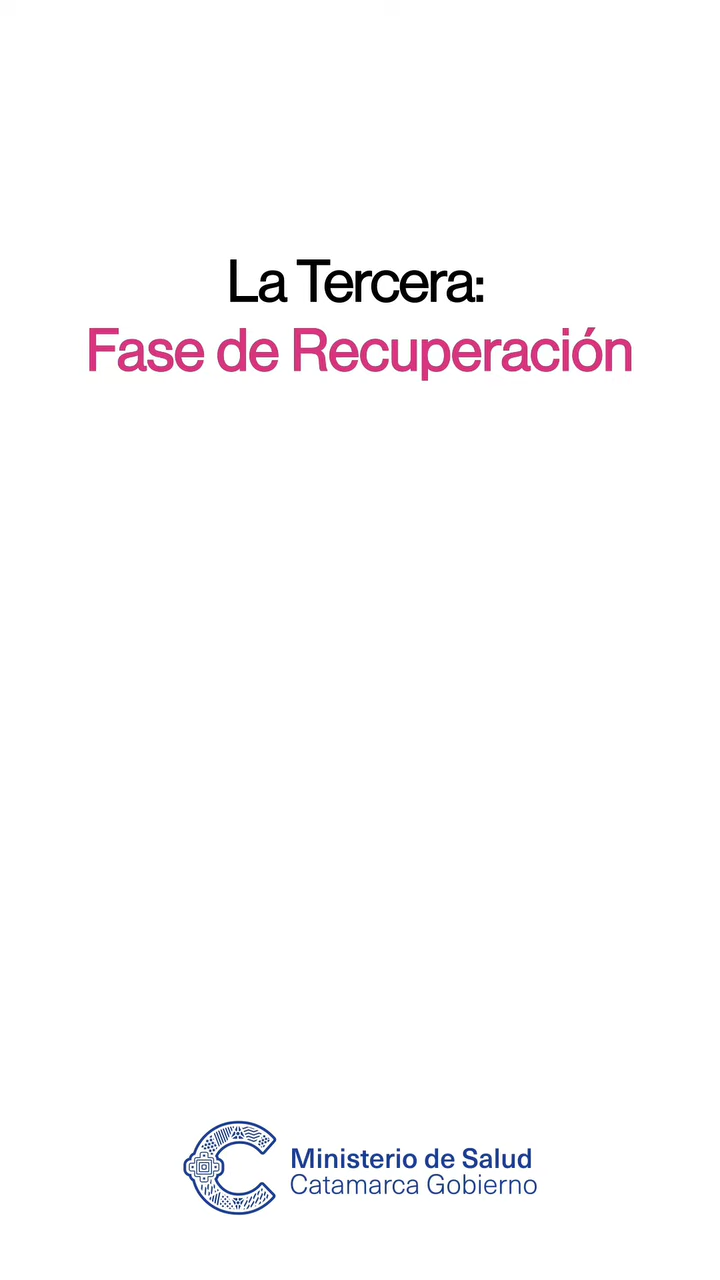 La Tercera:
Fase de Recuperación
Ministerio de Salud
Catamarca Gobierno